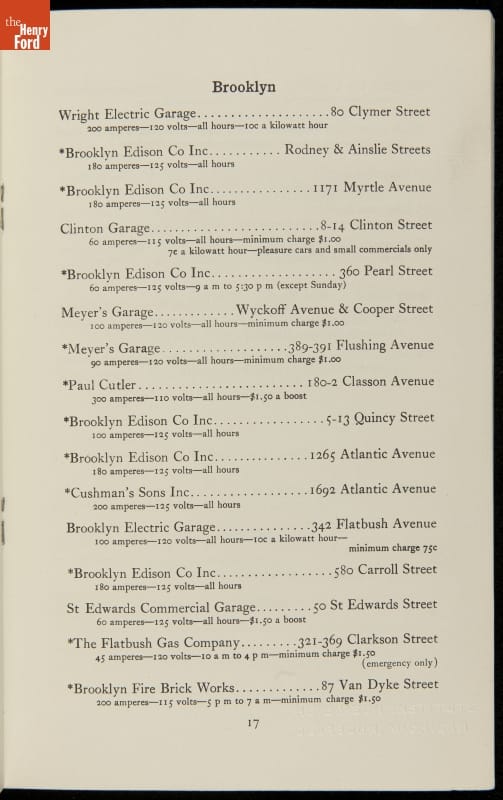 the
Henry
Ford
Brooklyn
Wright Electric Garage....................80 Clymer Street
200 amperes—120 volts—all hours—10c a kilowatt hour
*Brooklyn Edison Co Inc........... Rodney & Ainslie Streets
180 amperes—125 volts—all hours
*Brooklyn Edison Co Inc................1171 Myrtle Avenue
180 amperes—125 volts—all hours
Clinton Garage............................8-14 Clinton Street
60 amperes—115 volts—all hours—minimum charge $1.00
7c a kilowatt hour—pleasure cars and small commercials only
*Brooklyn Edison Co Inc.................... 360 Pearl Street
60 amperes—125 volts—9 a m to 5:30 p m (except Sunday)
Meyer's Garage.............Wyckoff Avenue & Cooper Street
100 amperes—120 volts—all hours—minimum charge $1.00
*Meyer's Garage....................389-391 Flushing Avenue
90 amperes—120 volts—all hours—minimum charge $1.00
*Paul Cutler........................... 180-2 Classon Avenue
300 amperes—110 volts—all hours—$1.50 a boost
*Brooklyn Edison Co Inc..................5-13 Quincy Street
100 amperes—125 volts—all hours
*Brooklyn Edison Co Inc...............1265 Atlantic Avenue
180 amperes—125 volts—all hours
*Cushman's Sons Inc...................1692 Atlantic Avenue
200 amperes—125 volts—all hours
Brooklyn Electric Garage...............342 Flatbush Avenue
100 amperes—120 volts—all hours—10c a kilowatt hour—
minimum charge 75c
*Brooklyn Edison Co Inc...................580 Carroll Street
180 amperes—125 volts—all hours
St Edwards Commercial Garage.........50 St Edwards Street
60 amperes—125 volts—all hours—$1.50 a boost
*The Flatbush Gas Company.........321-369 Clarkson Street
45 amperes—120 volts—10 a m to 4 p m—minimum charge $1.50
(emergency only)
*Brooklyn Fire Brick Works..............87 Van Dyke Street
200 amperes—115 volts—5 p m to 7 a m—minimum charge $1.50
17